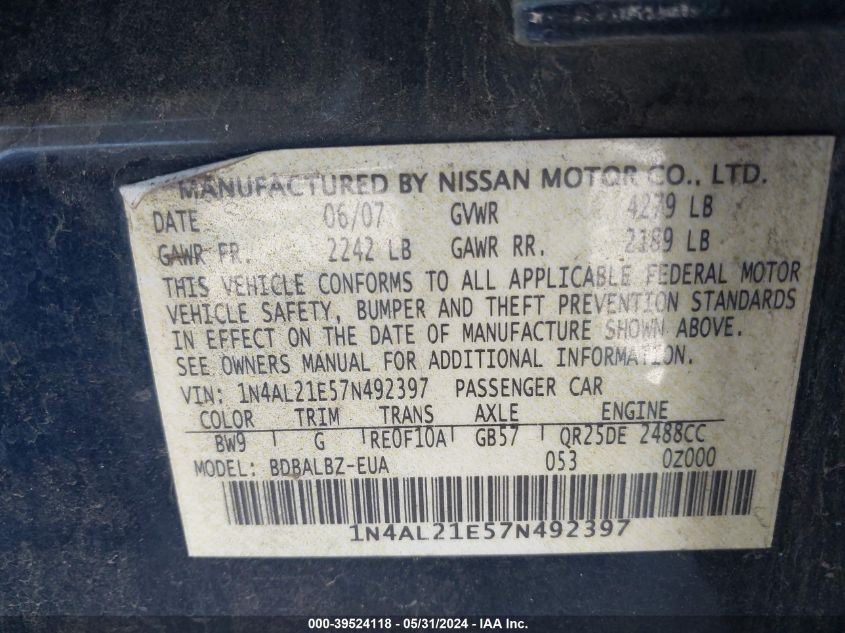 MANUFACTURED BY NISSAN MOTOR CO., LTD.
DATE 06/07 GVWR 4279 LB
GAWR FR. 2242 LB GAWR RR. 2189 LB
THIS VEHICLE CONFORMS TO ALL APPLICABLE FEDERAL MOTOR
VEHICLE SAFETY, BUMPER AND THEFT PREVENTION STANDARDS
IN EFFECT ON THE DATE OF MANUFACTURE SHOWN ABOVE.
SEE OWNERS MANUAL FOR ADDITIONAL INFORMATION.
VIN: 1N4AL21E57N492397 PASSENGER CAR
COLOR TRIM TRANS AXLE ENGINE
BW9 G RE0F10A GB57 QR25DE 2488CC
MODEL: BDBALBZ-EUA 053 0Z000
1N4AL21E57N492397
000-39524118 - 05/31/2024 - IAA Inc.